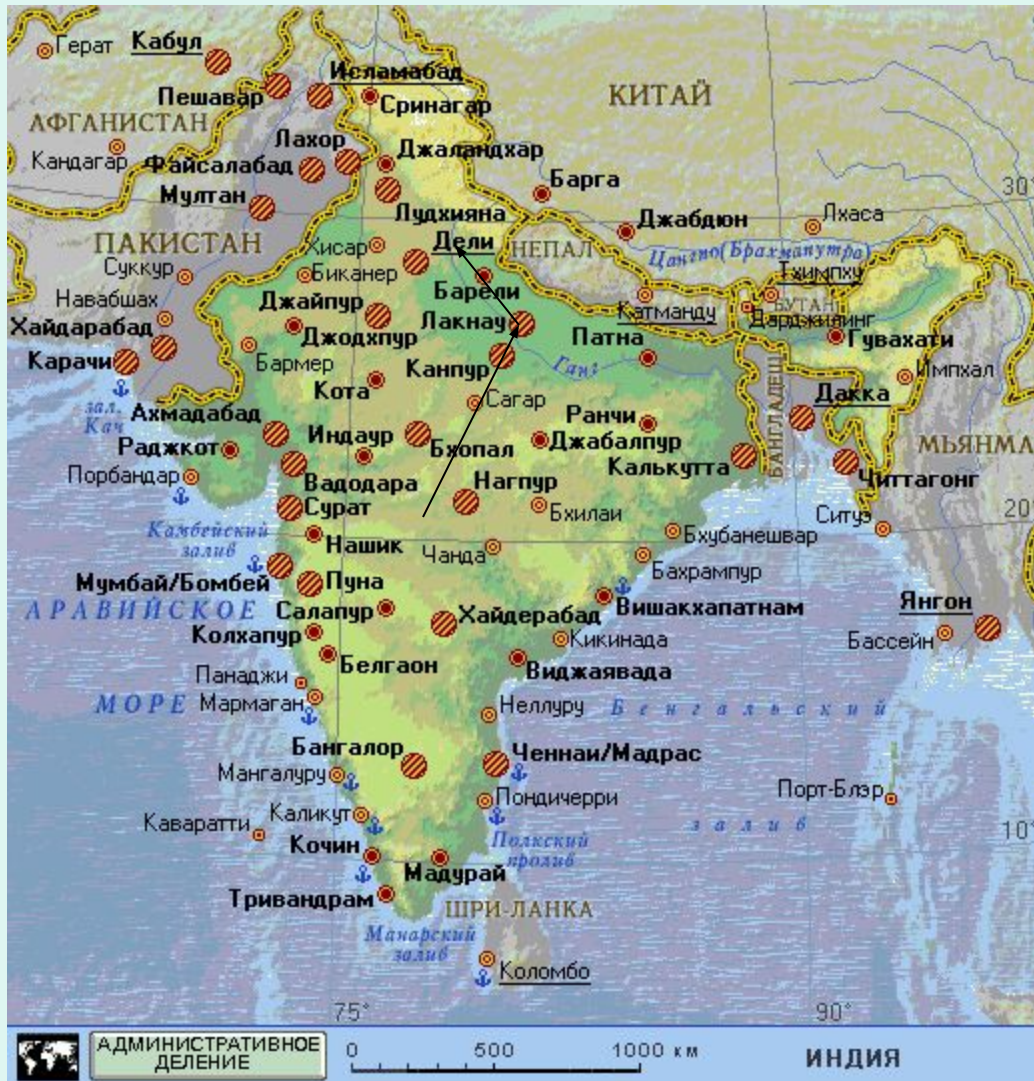 Герат
Кабул
Исламабад
Пешавар
Сринагар
КИТАЙ
АФГАНИСТАН
Лахор
Кандагар
Файсалабад
Джаландхар
Мултан
Барга
30°
Лудхияна
Джабдюн
Лхаса
ПАКИСТАН
Хисар
Дели
НЕПАЛ
Цангпо(Брахмапутра)
Суккур
Биканер
Барели
Тхимпху
Навабшах
Джайпур
Катманду
БУТАН
Хайдарабад
Джодхпур
Лакнау
Дарджилинг
Карачи
Бармер
Канпур
Патна
Гувахати
Ганг
Импхал
зал.
Кач
Кота
Сагар
БАНГЛАДЕШ
Дакка
Ахмадабад
Индаур
Ранчи
Раджкот
Бхопал
Джабалпур
МЬЯНМА
Порбандар
Вадодара
Нагпур
Калькутта
Читтагонг
Сурат
Бхилаи
Ситуэ
20°
Камбейский
залив
Нашик
Чанда
Бхубанешвар
Мумбай/Бомбей
Пуна
Бахрампур
АРАВИЙСКОЕ
Салапур
Хайдерабад
Вишакхапатнам
Янгон
Колхапур
Кикинада
Бассейн
Белгаон
Виджаявада
Панаджи
МОРЕ
Мармаган
Неллуру
Бенгальский
Бангалор
Ченнаи/Мадрас
Мангалуру
Порт-Блэр
Каликут
Пондичерри
залив
Каваратти
10°
Кочин
Полкский
пролив
Мадурай
Тривандрам
ШРИ-ЛАНКА
Манарский
залив
Коломбо
75°
90°
АДМИНИСТРАТИВНОЕ
ДЕЛЕНИЕ
0 500 1000 км
ИНДИЯ